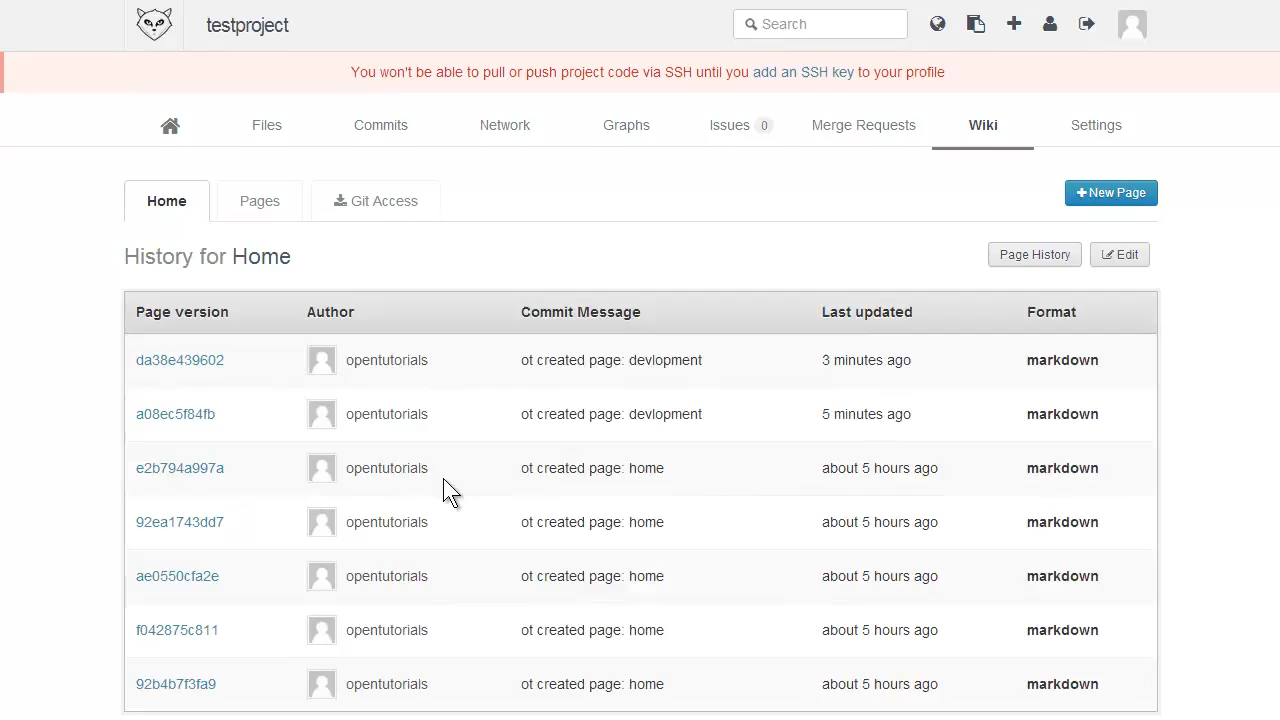 testproject
Search
You won't be able to pull or push project code via SSH until you add an SSH key to your profile
Files Commits Network Graphs Issues 0 Merge Requests Wiki Settings
Home Pages Git Access New Page
History for Home Page History Edit
Page version Author Commit Message Last updated Format
da38e439602 opentutorials ot created page: devlopment 3 minutes ago markdown
a08ec5f84fb opentutorials ot created page: devlopment 5 minutes ago markdown
e2b794a997a opentutorials ot created page: home about 5 hours ago markdown
92ea1743dd7 opentutorials ot created page: home about 5 hours ago markdown
ae0550cfa2e opentutorials ot created page: home about 5 hours ago markdown
f042875c811 opentutorials ot created page: home about 5 hours ago markdown
92b4b7f3fa9 opentutorials ot created page: home about 5 hours ago markdown